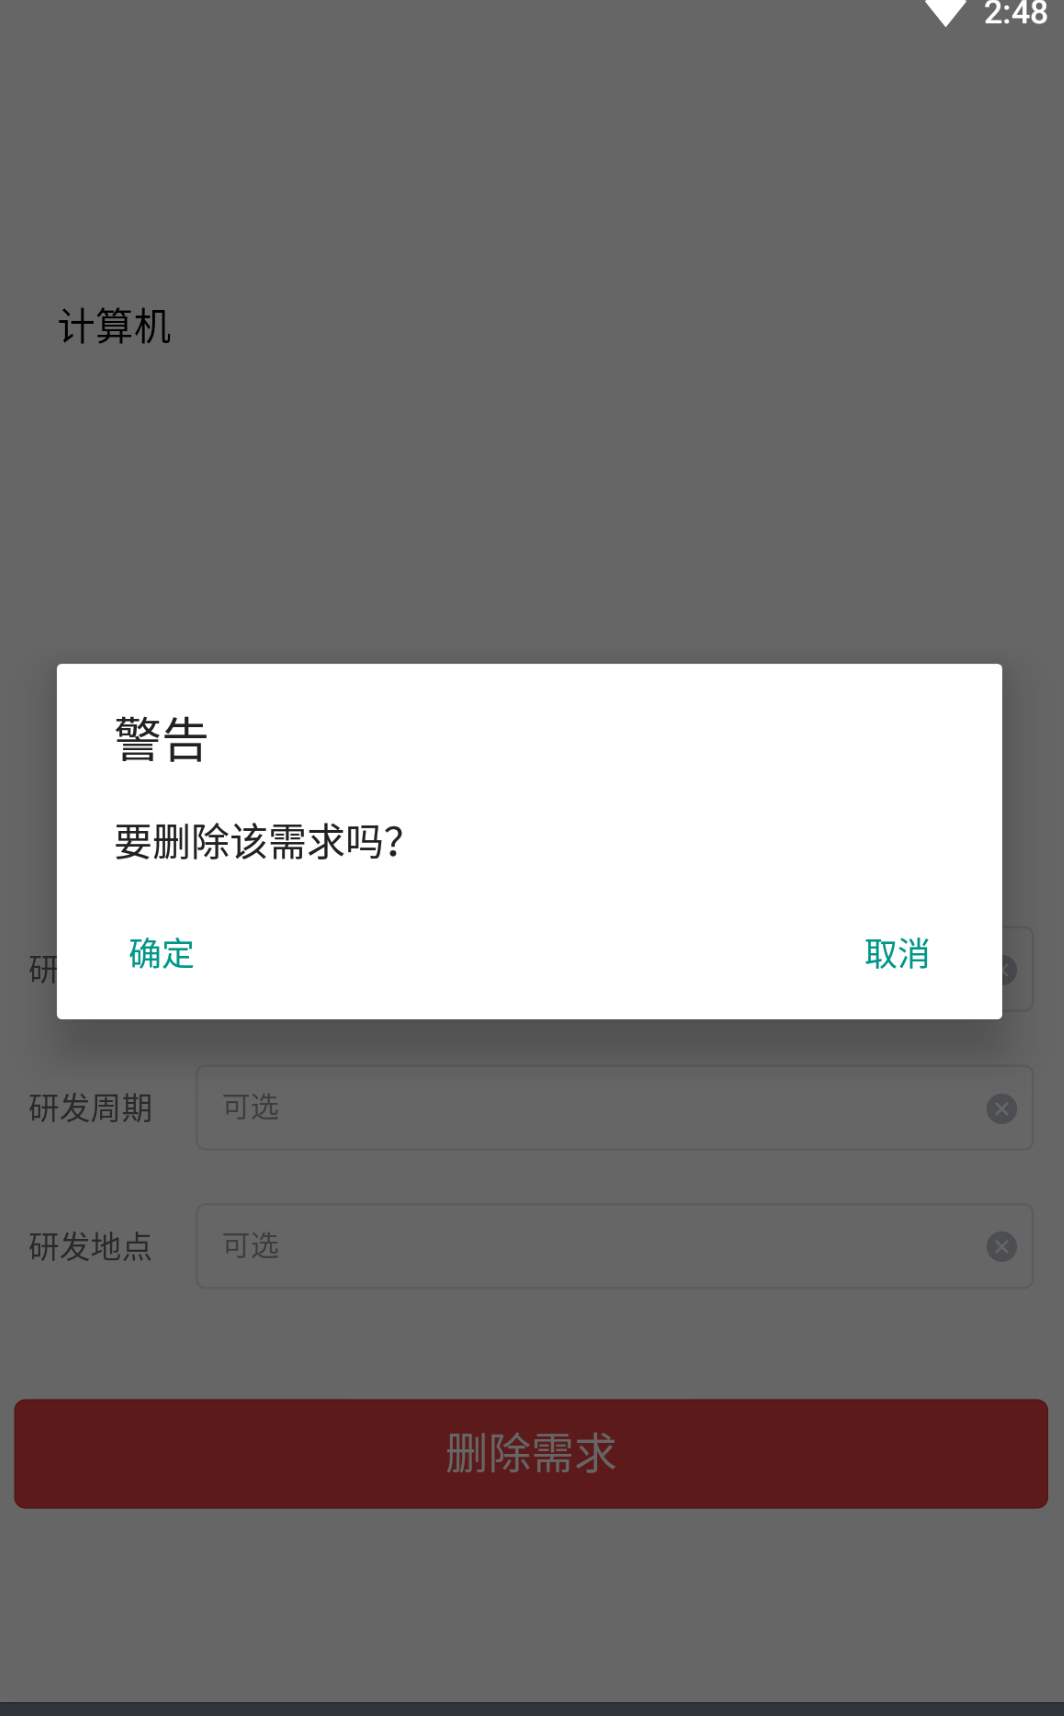 2:48
计算机
警告
要删除该需求吗？
确定 取消
研
研发周期 可选
研发地点 可选
删除需求